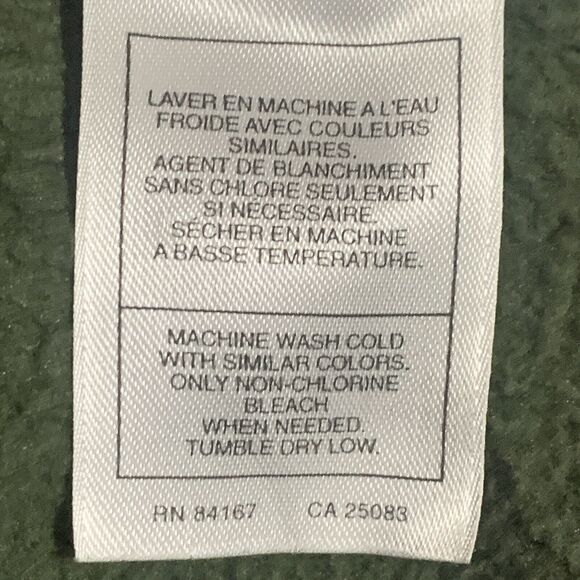 LAVER EN MACHINE A L'EAU
FROIDE AVEC COULEURS
SIMILAIRES.
AGENT DE BLANCHIMENT
SANS CHLORE SEULEMENT
SI NÉCESSAIRE.
SÉCHER EN MACHINE
A BASSE TEMPÉRATURE.
MACHINE WASH COLD
WITH SIMILAR COLORS.
ONLY NON-CHLORINE
BLEACH
WHEN NEEDED.
TUMBLE DRY LOW.
RN 84167 CA 25083